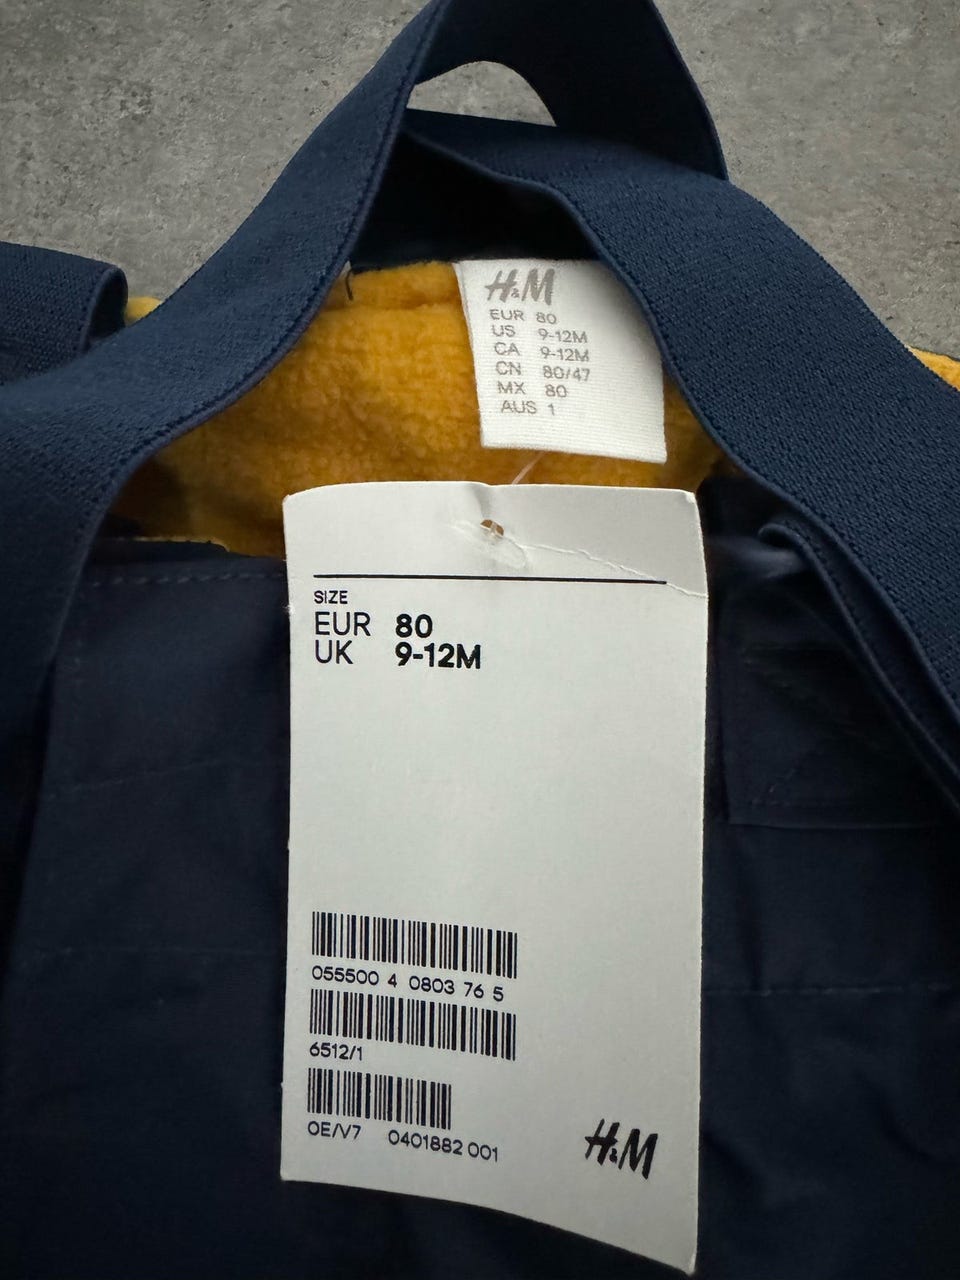 H&M
EUR 80
US 9-12M
CA 9-12M
CN 80/47
MX 80
AUS 1
SIZE
EUR 80
UK 9-12M
055500 4 0803 76 5
6512/1
OE/V7 0401882 001
H&M